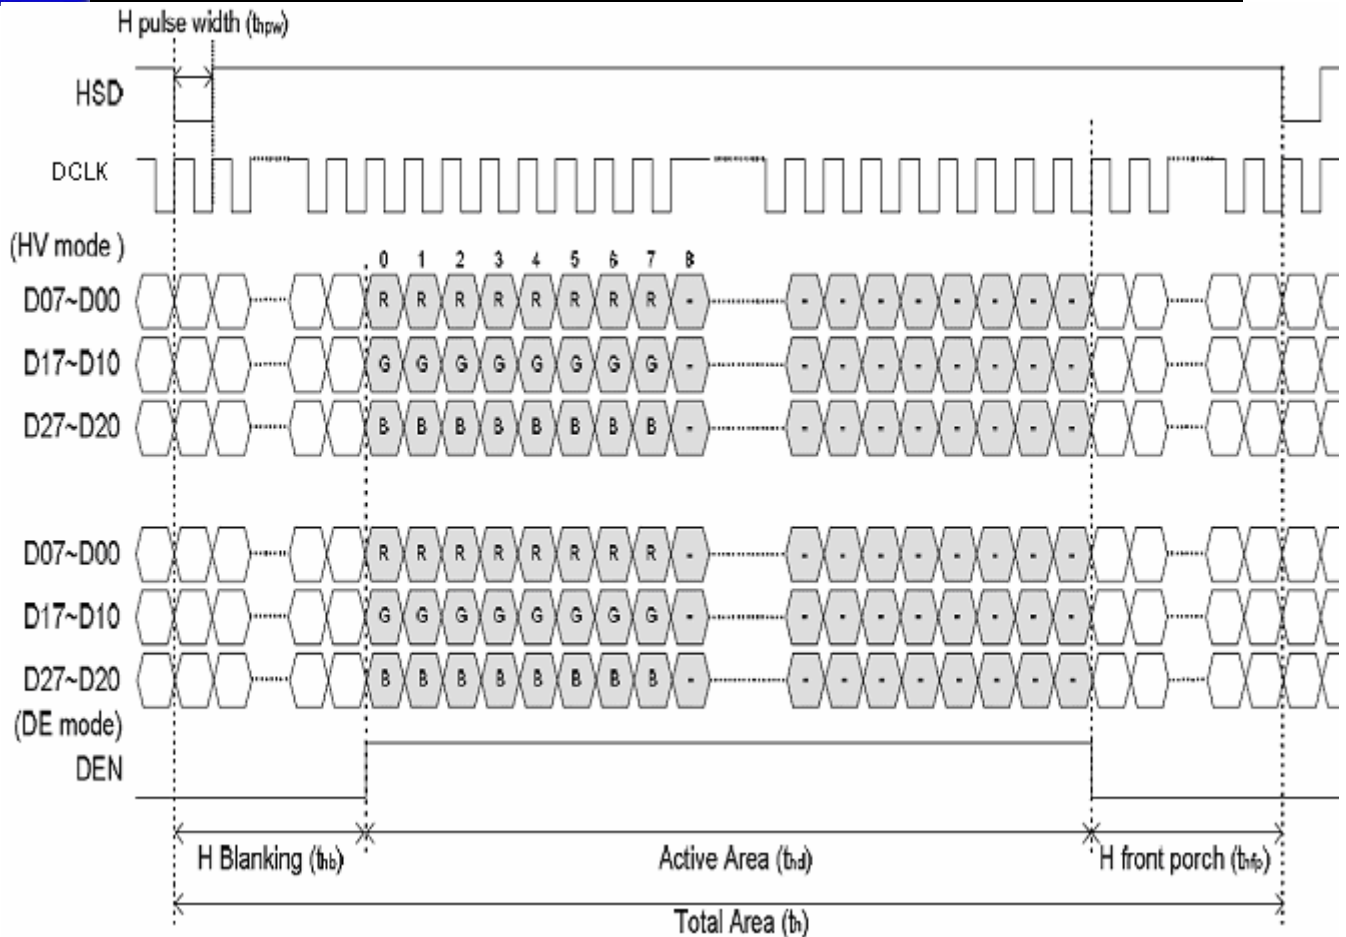 H pulse width (thpw)
HSD
DCLK
(HV mode )
0 1 2 3 4 5 6 7 8
D07~D00 R R R R R R R R - - - - - - - - -
D17~D10 G G G G G G G G - - - - - - - - -
D27~D20 B B B B B B B B - - - - - - - - -
D07~D00 R R R R R R R R - - - - - - - - -
D17~D10 G G G G G G G G - - - - - - - - -
D27~D20 B B B B B B B B - - - - - - - - -
(DE mode)
DEN
H Blanking (thb) Active Area (thd) H front porch (thfp)
Total Area (th)